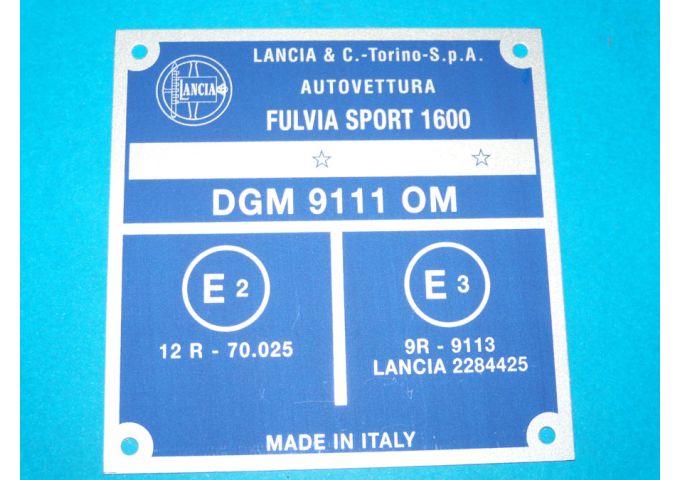 LANCIA & C.-Torino-S.p.A.
LANCIA
AUTOVETTURA
FULVIA SPORT 1600
☆ ☆
DGM 9111 OM
E 2
12 R - 70.025
E 3
9R - 9113
LANCIA 2284425
MADE IN ITALY